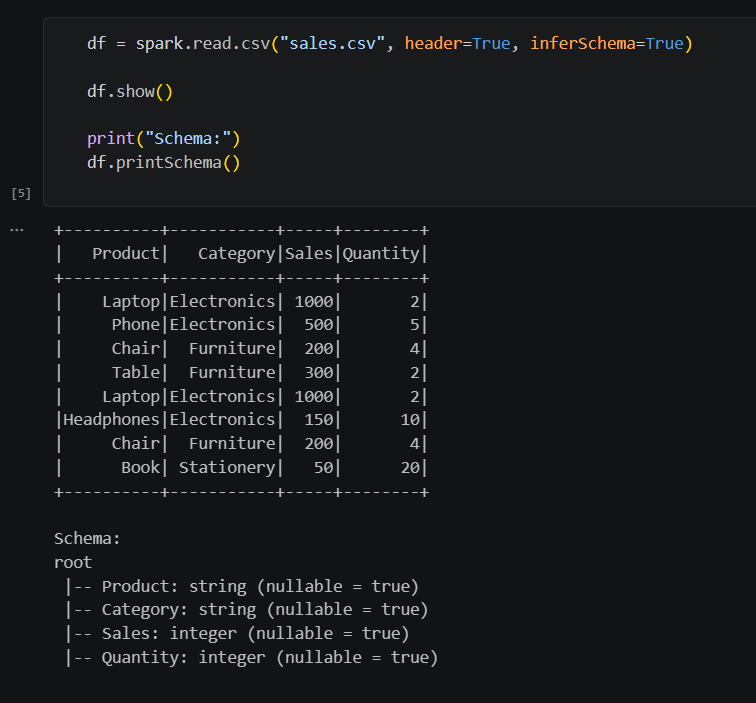 df = spark.read.csv("sales.csv", header=True, inferSchema=True)
df.show()
print("Schema:")
df.printSchema()
[5]
...
+----------+-----------+-----+--------+
|   Product|   Category|Sales|Quantity|
+----------+-----------+-----+--------+
|    Laptop|Electronics| 1000|       2|
|     Phone|Electronics|  500|       5|
|     Chair|  Furniture|  200|       4|
|     Table|  Furniture|  300|       2|
|    Laptop|Electronics| 1000|       2|
|Headphones|Electronics|  150|      10|
|     Chair|  Furniture|  200|       4|
|      Book| Stationery|   50|      20|
+----------+-----------+-----+--------+
Schema:
root
 |-- Product: string (nullable = true)
 |-- Category: string (nullable = true)
 |-- Sales: integer (nullable = true)
 |-- Quantity: integer (nullable = true)